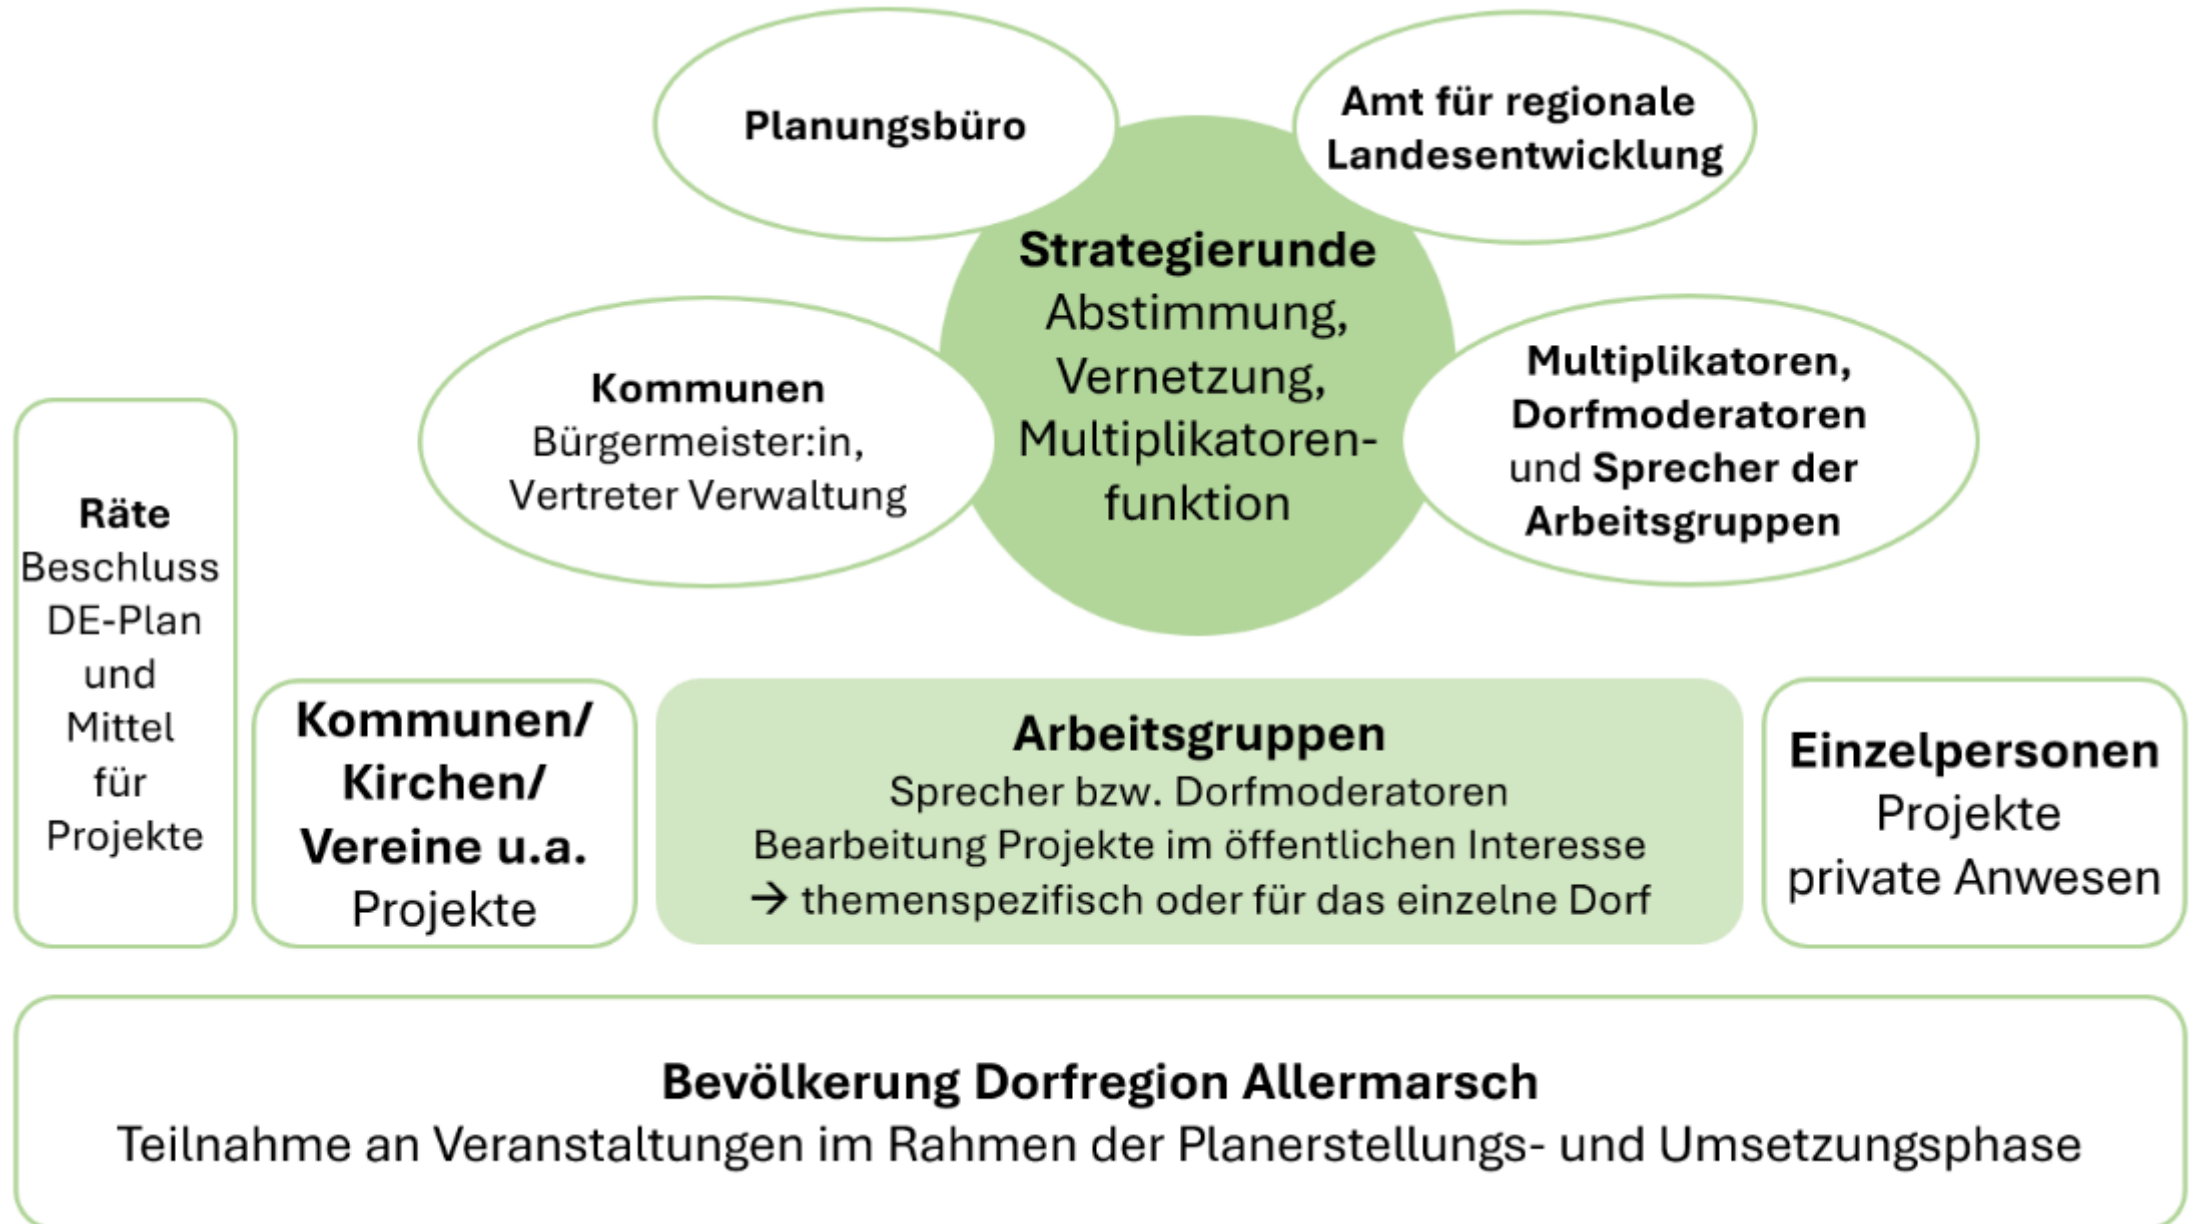 Planungsbüro
Amt für regionale
Landesentwicklung
Strategierunde
Abstimmung,
Vernetzung,
Multiplikatoren-
funktion
Kommunen
Bürgermeister:in,
Vertreter Verwaltung
Multiplikatoren,
Dorfmoderatoren
und Sprecher der
Arbeitsgruppen
Räte
Beschluss
DE-Plan
und
Mittel
für
Projekte
Kommunen/
Kirchen/
Vereine u.a.
Projekte
Arbeitsgruppen
Sprecher bzw. Dorfmoderatoren
Bearbeitung Projekte im öffentlichen Interesse
→ themenspezifisch oder für das einzelne Dorf
Einzelpersonen
Projekte
private Anwesen
Bevölkerung Dorfregion Allermarsch
Teilnahme an Veranstaltungen im Rahmen der Planerstellungs- und Umsetzungsphase